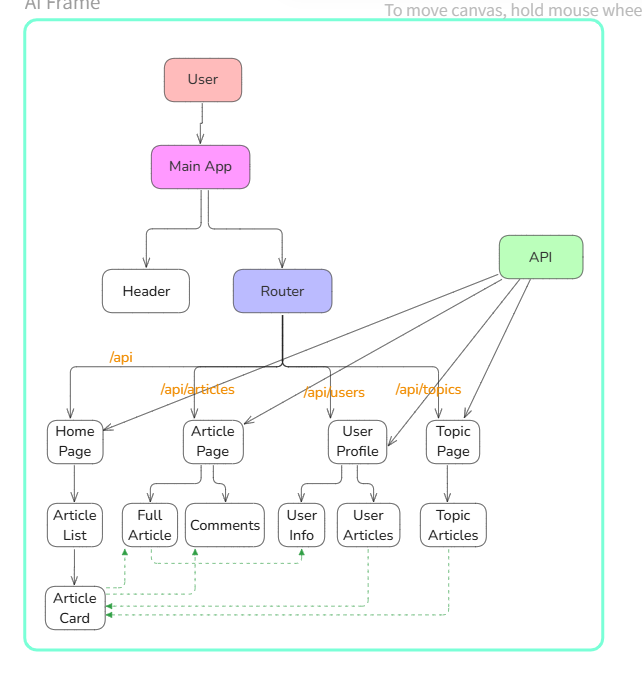 AI Frame
To move canvas, hold mouse whee
User
Main App
API
Header
Router
/api
/api/articles
/api/users
/api/topics
Home
Page
Article
Page
User
Profile
Topic
Page
Article
List
Full
Article
Comments
User
Info
User
Articles
Topic
Articles
Article
Card